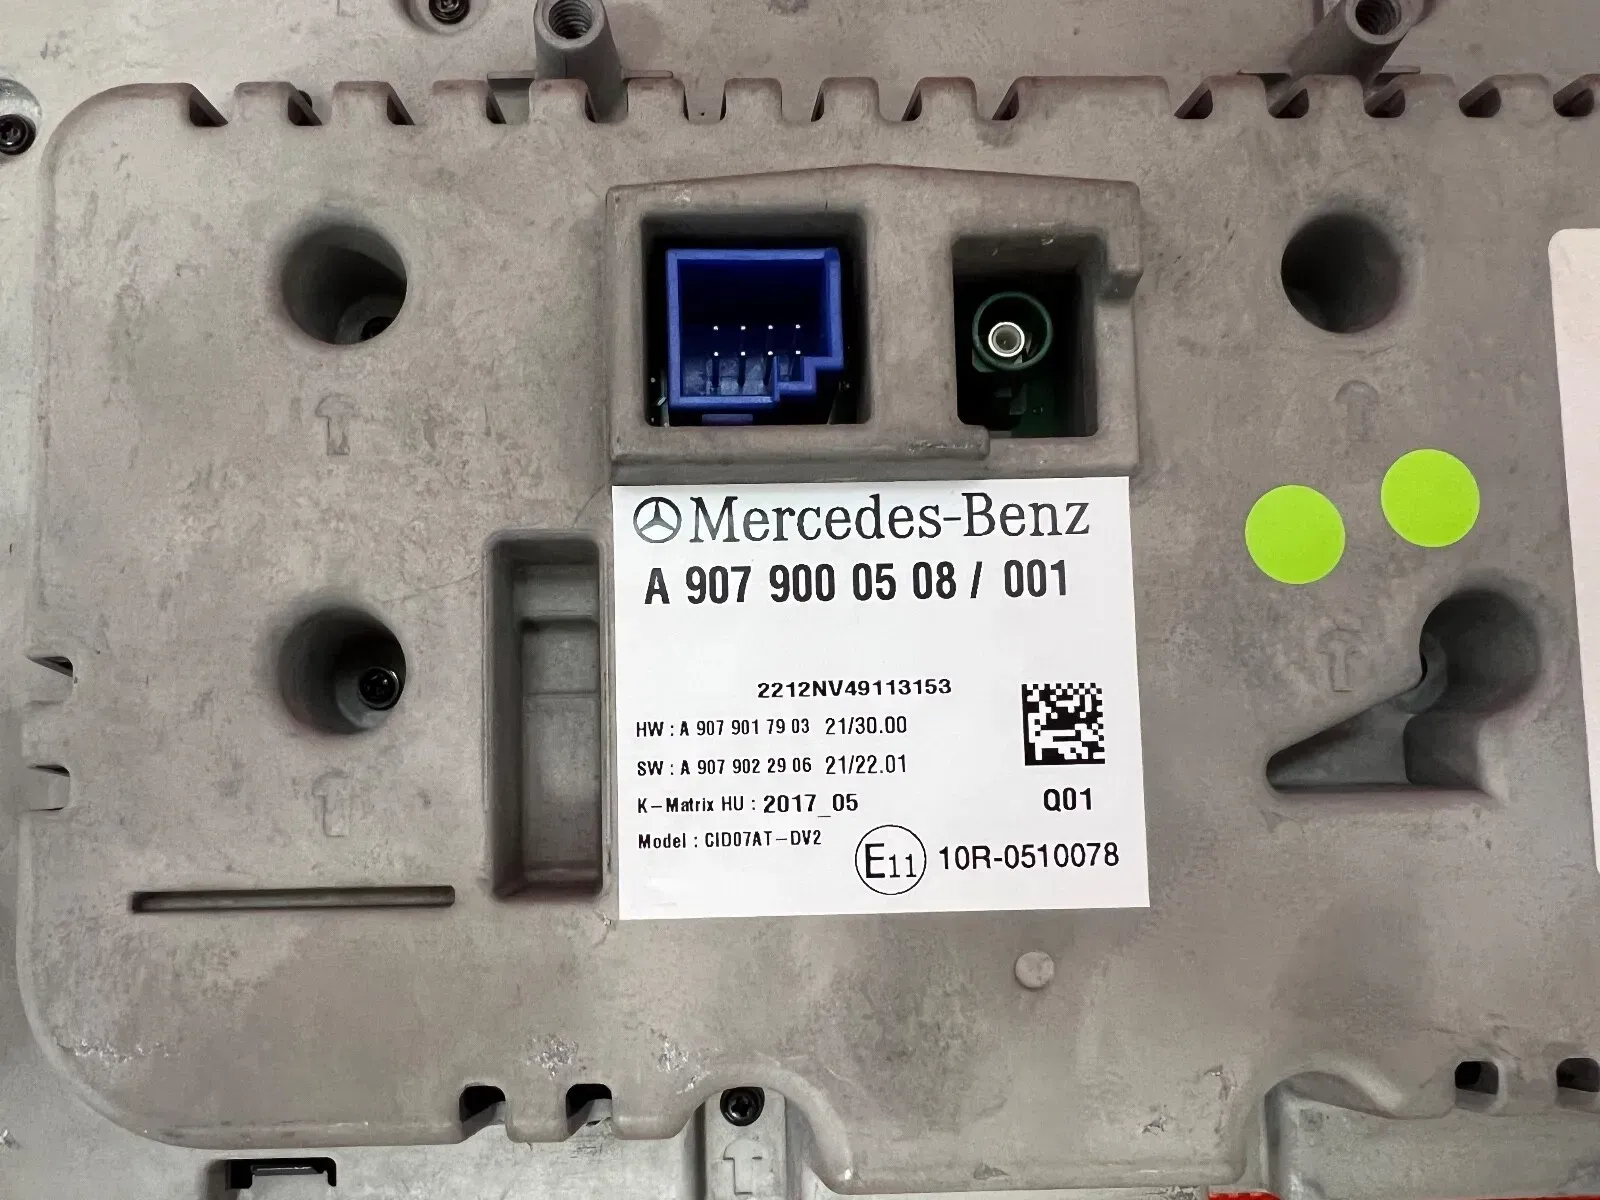 Mercedes-Benz
A 907 900 05 08 / 001
2212NV49113153
HW : A 907 901 79 03 21/30.00
SW : A 907 902 29 06 21/22.01
K-Matrix HU : 2017_05
Q01
Model : CID07AT-DV2
E11 10R-0510078